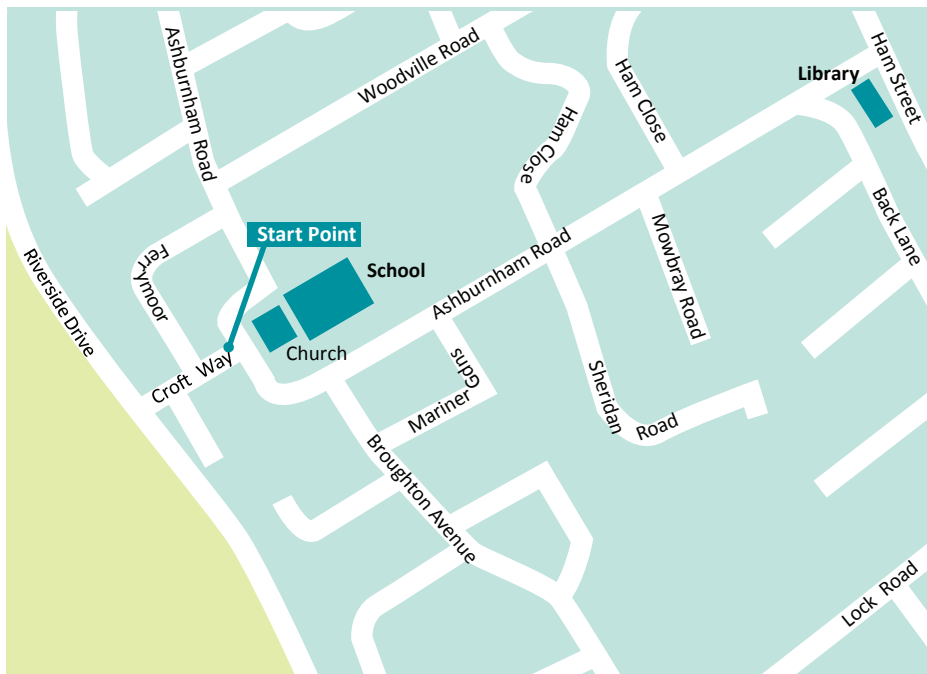 Ashburnham Road
Woodville Road
Ham Close
Ham Street
Library
Ham Close
Start Point
School
Ferrymoor
Riverside Drive
Ashburnham Road
Mowbray Road
Back Lane
Church
Croft Way
Gdns
Mariner
Sheridan
Road
Broughton Avenue
Lock Road